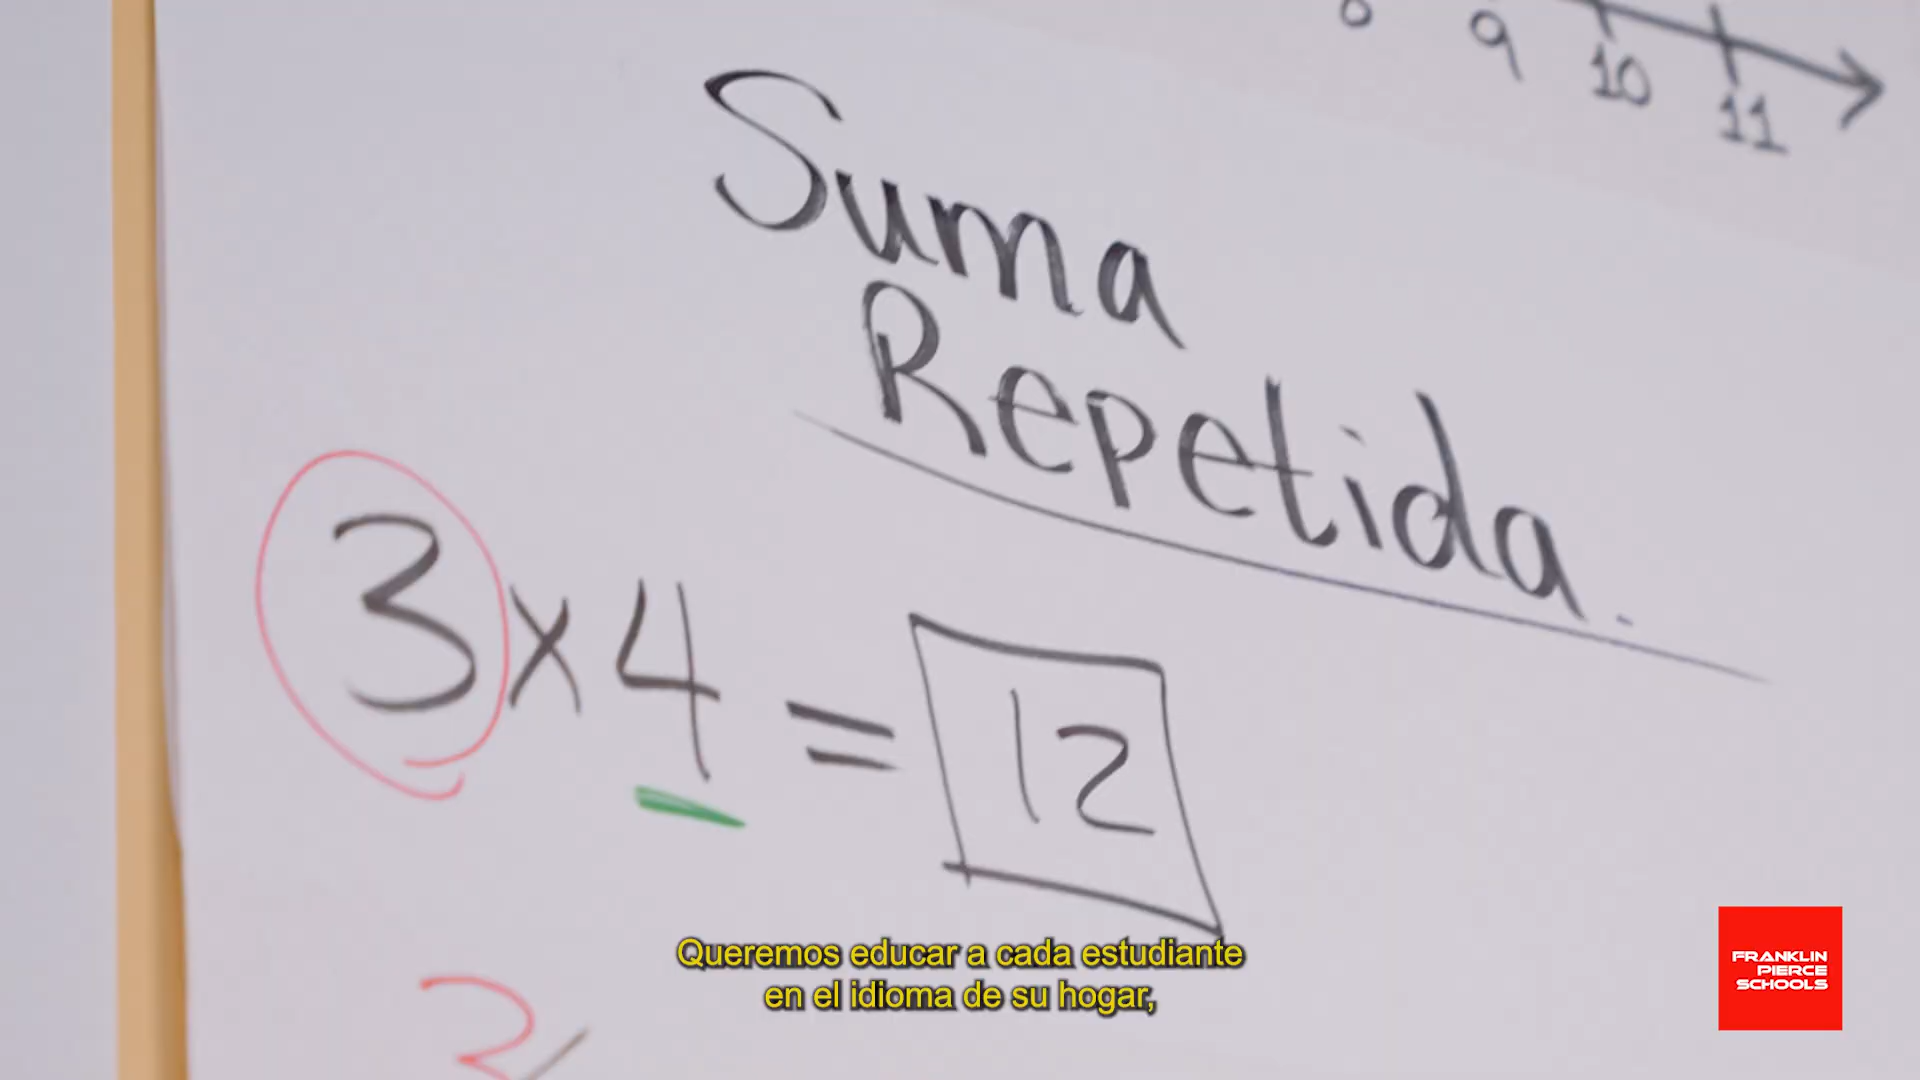 9 10 11
Suma
Repetida.
3 x 4 = 12
Queremos educar a cada estudiante
en el idioma de su hogar,
FRANKLIN
PIERCE
SCHOOLS